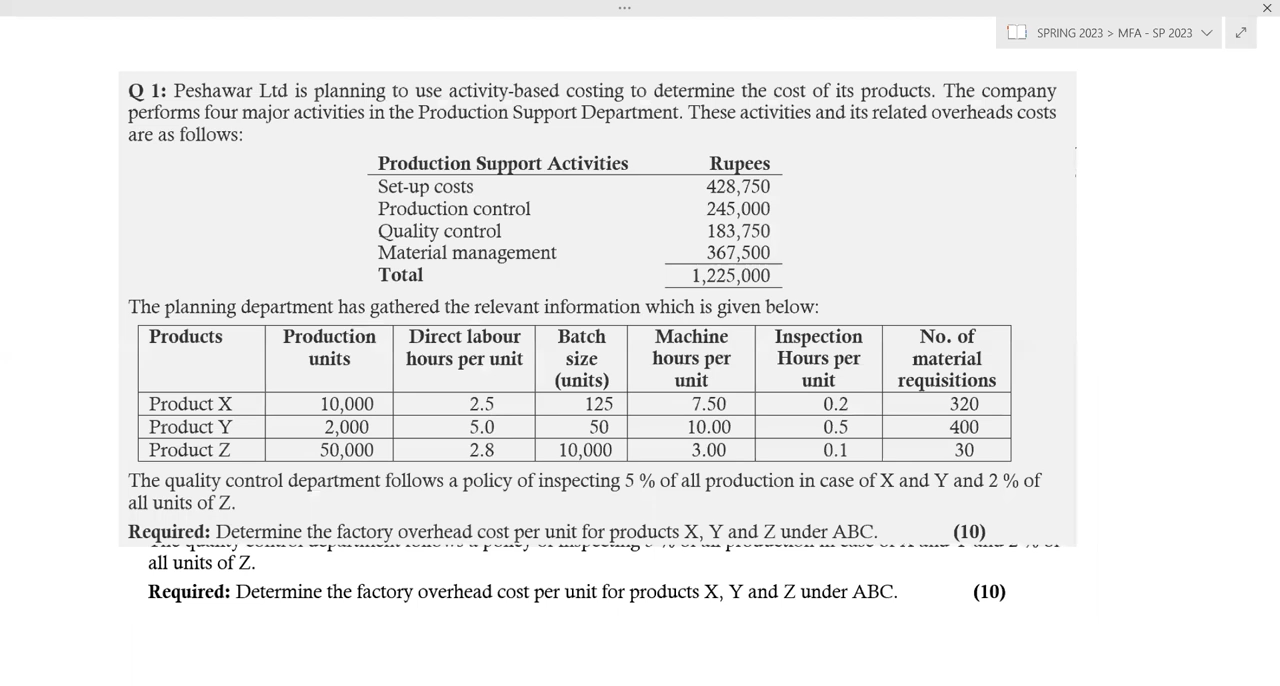 SPRING 2023 > MFA - SP 2023
Q 1: Peshawar Ltd is planning to use activity-based costing to determine the cost of its products. The company
performs four major activities in the Production Support Department. These activities and its related overheads costs
are as follows:
Production Support Activities Rupees
Set-up costs 428,750
Production control 245,000
Quality control 183,750
Material management 367,500
Total 1,225,000
The planning department has gathered the relevant information which is given below:
Products Production Direct labour Batch Machine Inspection No. of
units hours per unit size hours per Hours per material
(units) unit unit requisitions
Product X 10,000 2.5 125 7.50 0.2 320
Product Y 2,000 5.0 50 10.00 0.5 400
Product Z 50,000 2.8 10,000 3.00 0.1 30
The quality control department follows a policy of inspecting 5 % of all production in case of X and Y and 2 % of
all units of Z.
Required: Determine the factory overhead cost per unit for products X, Y and Z under ABC. (10)
all units of Z.
Required: Determine the factory overhead cost per unit for products X, Y and Z under ABC. (10)